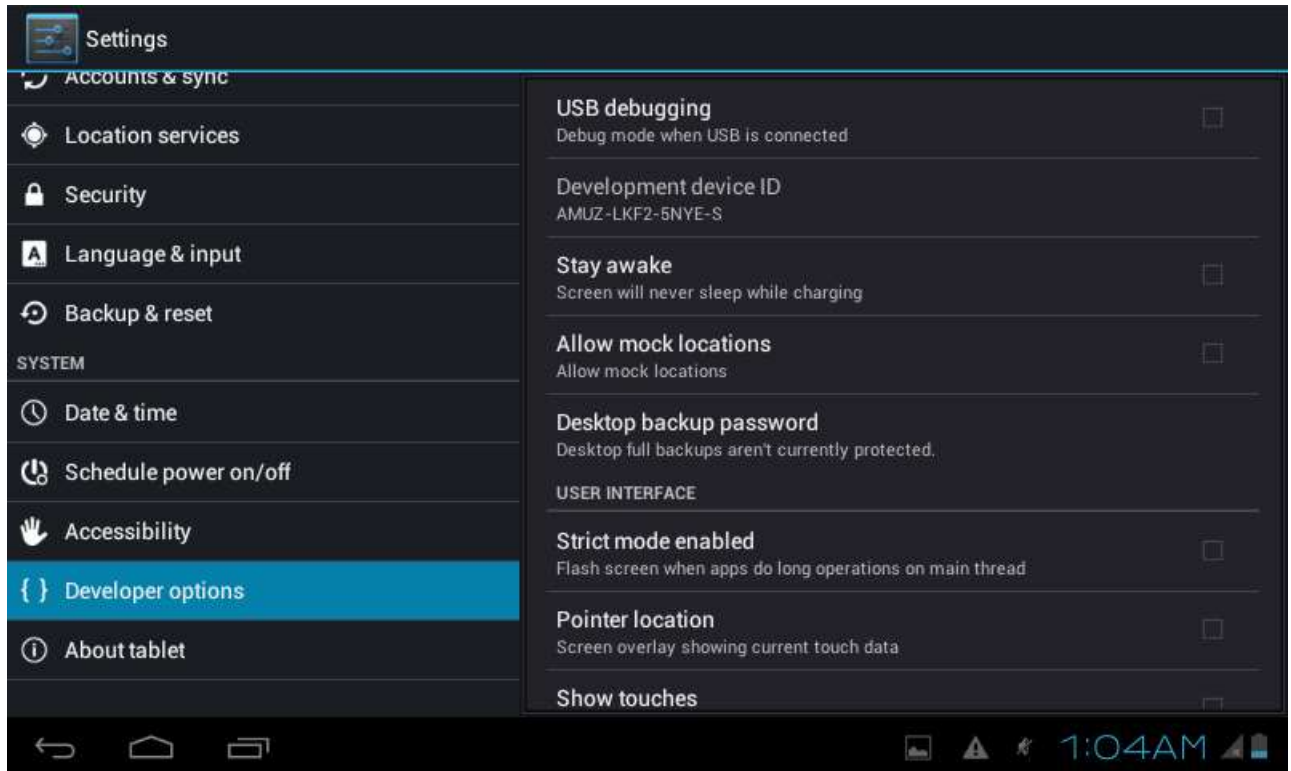 Settings
Accounts & sync
Location services
Security
Language & input
Backup & reset
SYSTEM
Date & time
Schedule power on/off
Accessibility
{ } Developer options
About tablet
USB debugging
Debug mode when USB is connected
Development device ID
AMUZ-LKF2-5NYE-S
Stay awake
Screen will never sleep while charging
Allow mock locations
Allow mock locations
Desktop backup password
Desktop full backups aren't currently protected.
USER INTERFACE
Strict mode enabled
Flash screen when apps do long operations on main thread
Pointer location
Screen overlay showing current touch data
Show touches
1:04AM